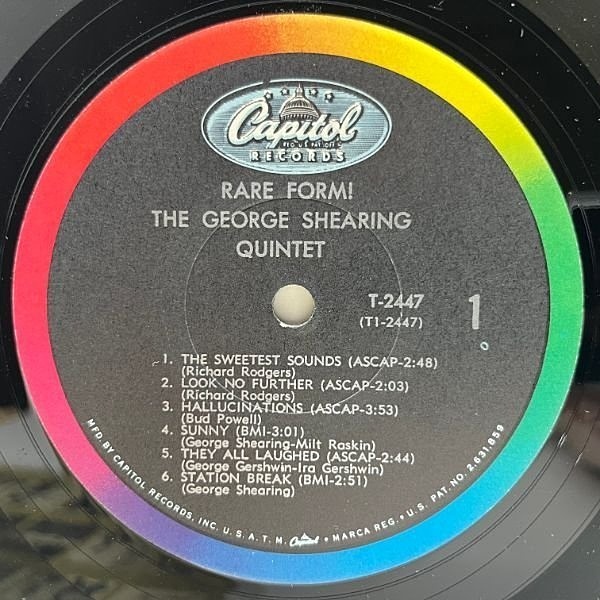 Capitol
REG. U.S. PAT. OFF.
RECORDS
RARE FORM!
THE GEORGE SHEARING
QUINTET
T-2447
(T1-2447)
1
1. THE SWEETEST SOUNDS (ASCAP-2:48)
(Richard Rodgers)
2. LOOK NO FURTHER (ASCAP-2:03)
(Richard Rodgers)
3. HALLUCINATIONS (ASCAP-3:53)
(Bud Powell)
4. SUNNY (BMI-3:01)
(George Shearing-Milt Raskin)
5. THEY ALL LAUGHED (ASCAP-2:44)
(George Gershwin-Ira Gershwin)
6. STATION BREAK (BMI-2:51)
(George Shearing)
MFD. BY CAPITOL RECORDS, INC. U.S.A. T.M. Capitol • MARCA REG. • U.S. PAT. NO. 2,631,859